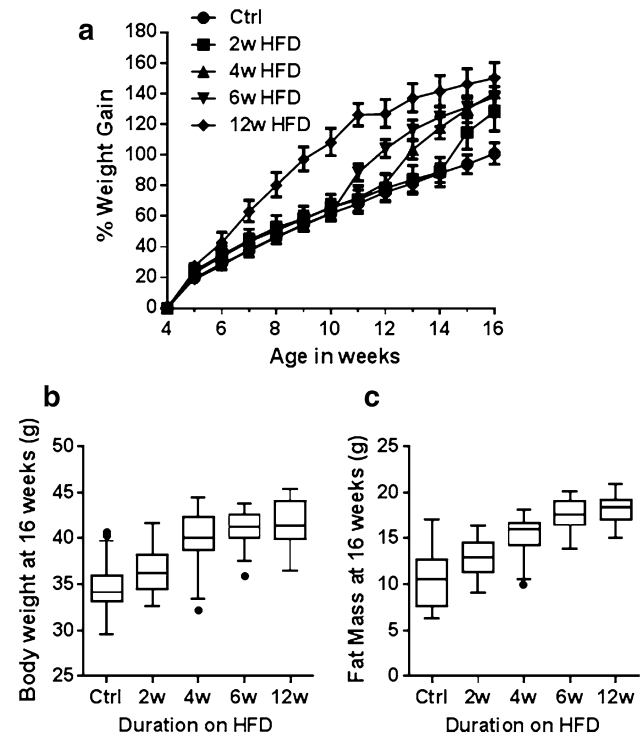 a
Ctrl
2w HFD
4w HFD
6w HFD
12w HFD
% Weight Gain
180
160
140
120
100
80
60
40
20
0
4 6 8 10 12 14 16
Age in weeks
b
Body weight at 16 weeks (g)
50
45
40
35
30
25
Ctrl 2w 4w 6w 12w
Duration on HFD
c
Fat Mass at 16 weeks (g)
25
20
15
10
5
0
Ctrl 2w 4w 6w 12w
Duration on HFD